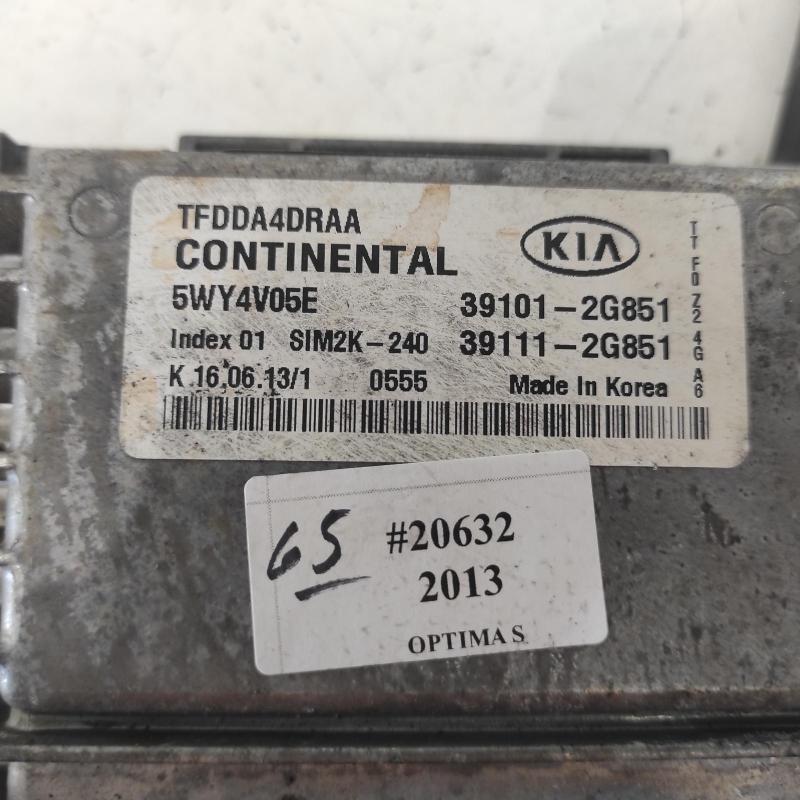 TFDDA4DRAA
CONTINENTAL
KIA
5WY4V05E 39101-2G851
Index 01 SIM2K-240 39111-2G851
K 16.06.13/1 0555 Made In Korea
TT F0 Z2 4G A6
65 #20632
2013
OPTIMA S